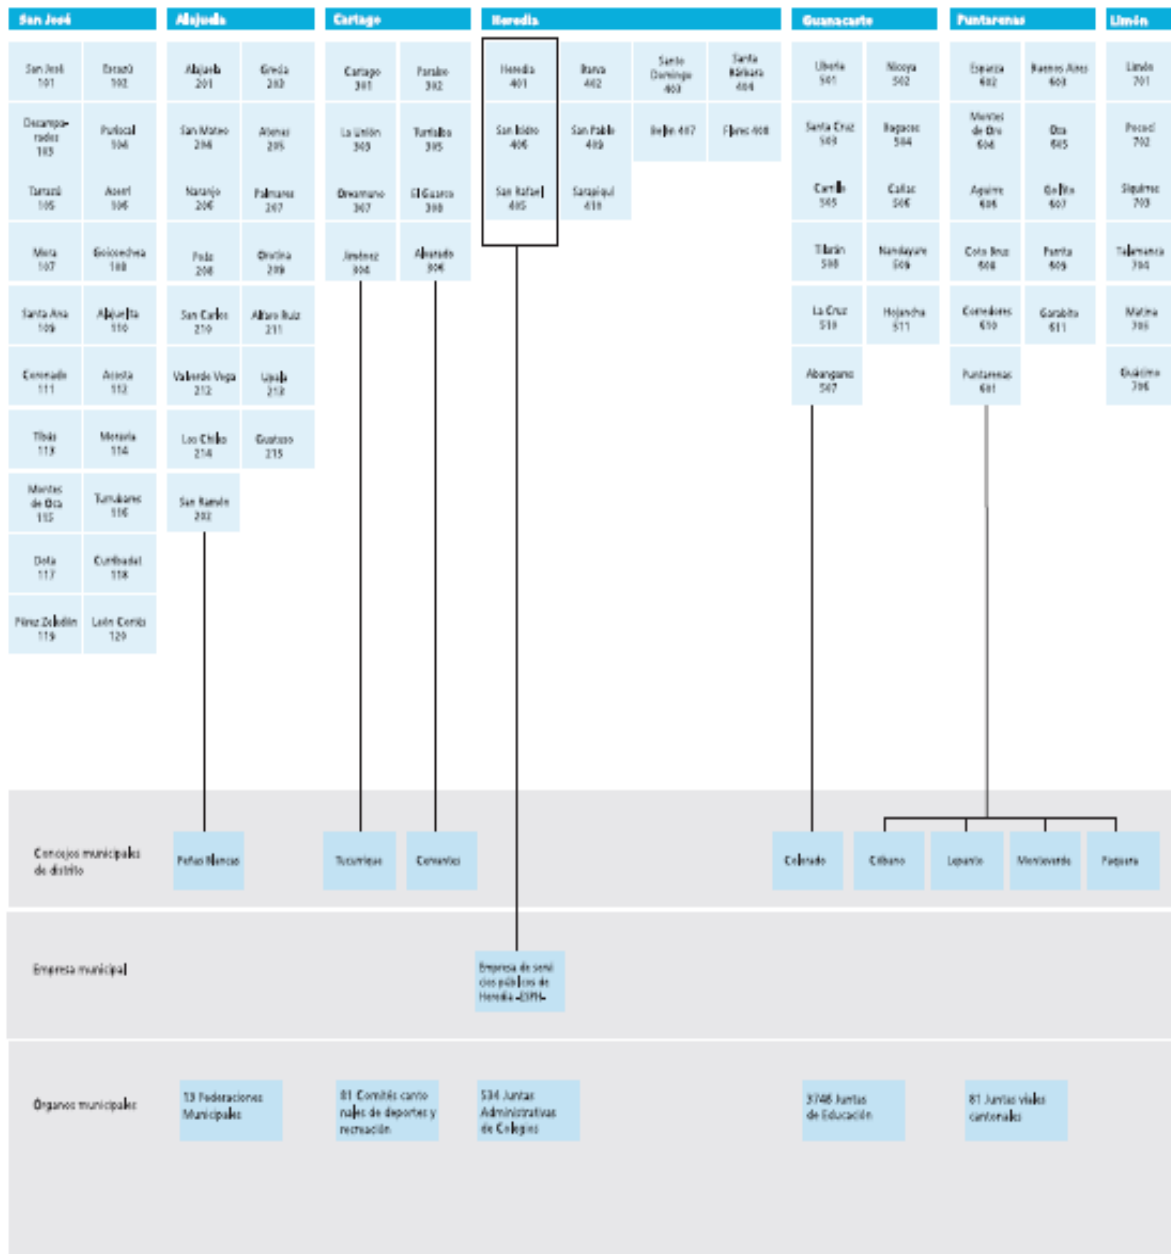 San José
Alajuela
Cartago
Heredia
Guanacaste
Puntarenas
Limón
San José
101
Escazú
102
Alajuela
201
Grecia
203
Cartago
301
Paraíso
302
Heredia
401
Barva
402
Santo
Domingo
403
Santa
Bárbara
404
Liberia
501
Nicoya
502
Esparza
602
Buenos Aires
603
Limón
701
Desampa-
rados
103
Puriscal
104
San Mateo
204
Atenas
205
La Unión
303
Turrialba
305
San Isidro
406
San Pablo
409
Belén 407
Flores 408
Santa Cruz
503
Bagaces
504
Montes
de Oro
604
Osa
605
Pococí
702
Tarrazú
105
Aserrí
106
Naranjo
206
Palmares
207
Oreamuno
307
El Guarco
308
San Rafael
405
Sarapiquí
410
Carrillo
505
Cañas
506
Aguirre
606
Golfito
607
Siquirres
703
Mora
107
Goicoechea
108
Poás
208
Orotina
209
Jiménez
304
Alvarado
306
Tilarán
508
Nandayure
509
Coto Brus
608
Parrita
609
Talamanca
704
Santa Ana
109
Alajuelita
110
San Carlos
210
Alfaro Ruiz
211
La Cruz
510
Hojancha
511
Corredores
610
Garabito
611
Matina
705
Coronado
111
Acosta
112
Valverde Vega
212
Upala
213
Abangares
507
Puntarenas
601
Guácimo
706
Tibás
113
Moravia
114
Los Chiles
214
Guatuso
215
Montes
de Oca
115
Turrubares
116
San Ramón
202
Dota
117
Curridabat
118
Pérez Zeledón
119
León Cortés
120
Concejos municipales
de distrito
Peñas Blancas
Tucurrique
Cervantes
Colorado
Cóbano
Lepanto
Monteverde
Paquera
Empresa municipal
Empresa de servi
cios públicos de
Heredia -ESPH-
Órganos municipales
13 Federaciones
Municipales
81 Comités canto
nales de deportes y
recreación
534 Juntas
Administrativas
de Colegios
3748 Juntas
de Educación
81 Juntas viales
cantonales